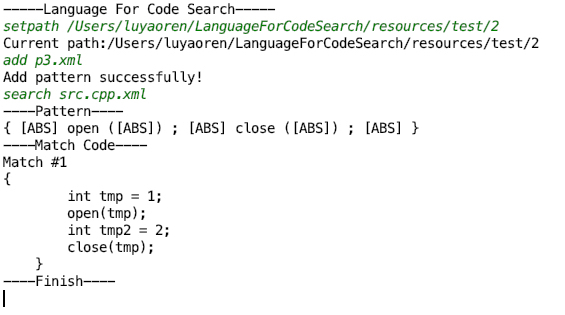 -----Language For Code Search-----
setpath /Users/luyaoren/LanguageForCodeSearch/resources/test/2
Current path:/Users/luyaoren/LanguageForCodeSearch/resources/test/2
add p3.xml
Add pattern successfully!
search src.cpp.xml
----Pattern----
{ [ABS] open ([ABS]) ; [ABS] close ([ABS]) ; [ABS] }
----Match Code----
Match #1
{
        int tmp = 1;
        open(tmp);
        int tmp2 = 2;
        close(tmp);
    }
----Finish----